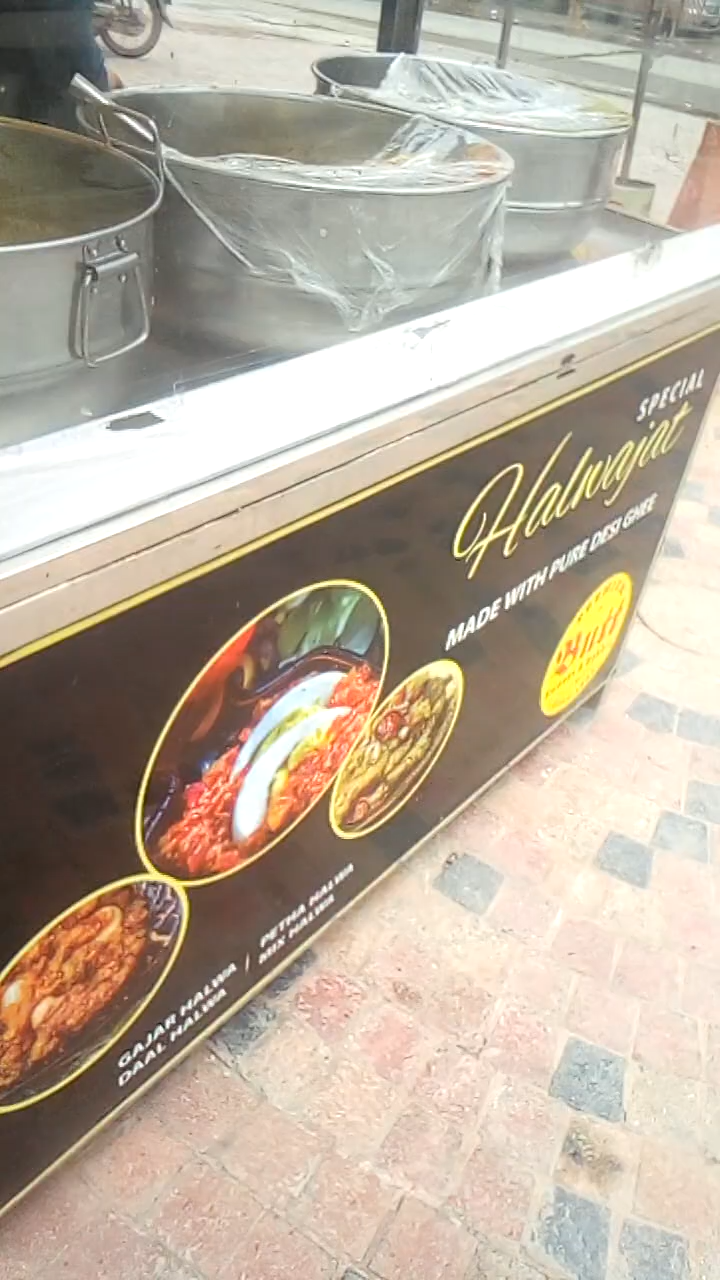 SPECIAL
Halwajat
MADE WITH PURE DESI GHEE
GAJAR HALWA | PETHA HALWA
DAAL HALWA | MIX HALWA